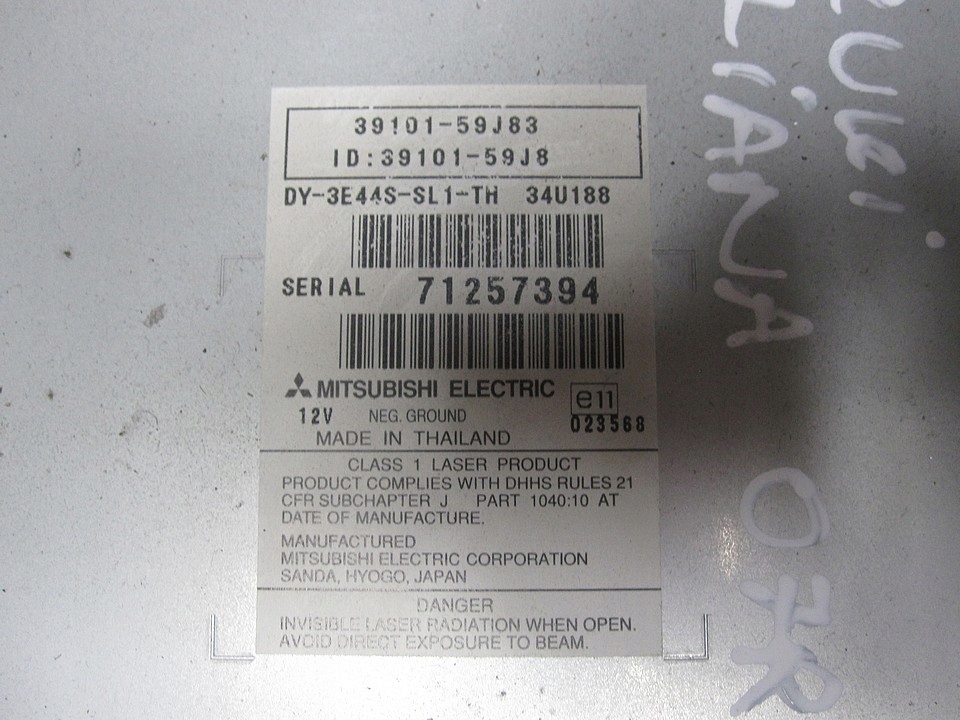 39101-59J83
ID:39101-59J8
DY-3E44S-SL1-TH 34U188
SERIAL 71257394
MITSUBISHI ELECTRIC e11
12V NEG. GROUND 023568
MADE IN THAILAND
CLASS 1 LASER PRODUCT
PRODUCT COMPLIES WITH DHHS RULES 21
CFR SUBCHAPTER J PART 1040:10 AT
DATE OF MANUFACTURE.
MANUFACTURED
MITSUBISHI ELECTRIC CORPORATION
SANDA, HYOGO, JAPAN
DANGER
INVISIBLE LASER RADIATION WHEN OPEN.
AVOID DIRECT EXPOSURE TO BEAM.
LIANA 07R